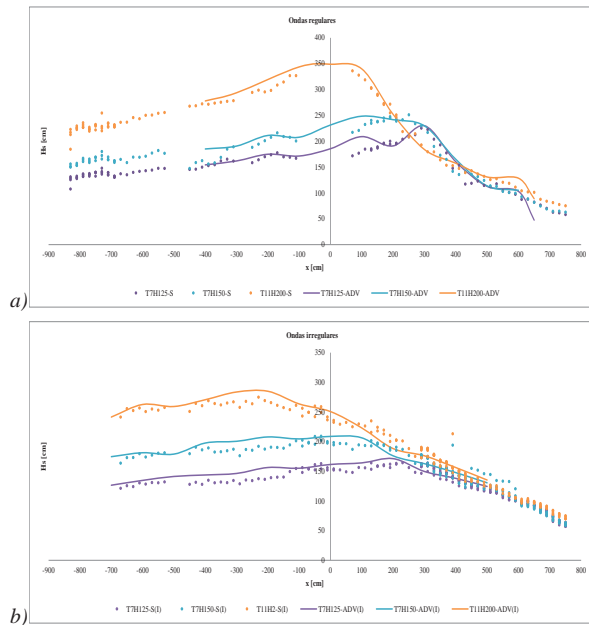 Ondas regulares
400
350
300
250
200
150
100
50
0
Hs [cm]
-900 -800 -700 -600 -500 -400 -300 -200 -100 0 100 200 300 400 500 600 700 800
x [cm]
T7H125-S T7H150-S T11H200-S T7H125-ADV T7H150-ADV T11H200-ADV
a)
Ondas irregulares
350
300
250
200
150
100
50
0
Hs [cm]
-900 -800 -700 -600 -500 -400 -300 -200 -100 0 100 200 300 400 500 600 700 800
x [cm]
T7H125-S(I) T7H150-S(I) T11H2-S(I) T7H125-ADV(I) T7H150-ADV(I) T11H200-ADV(I)
b)